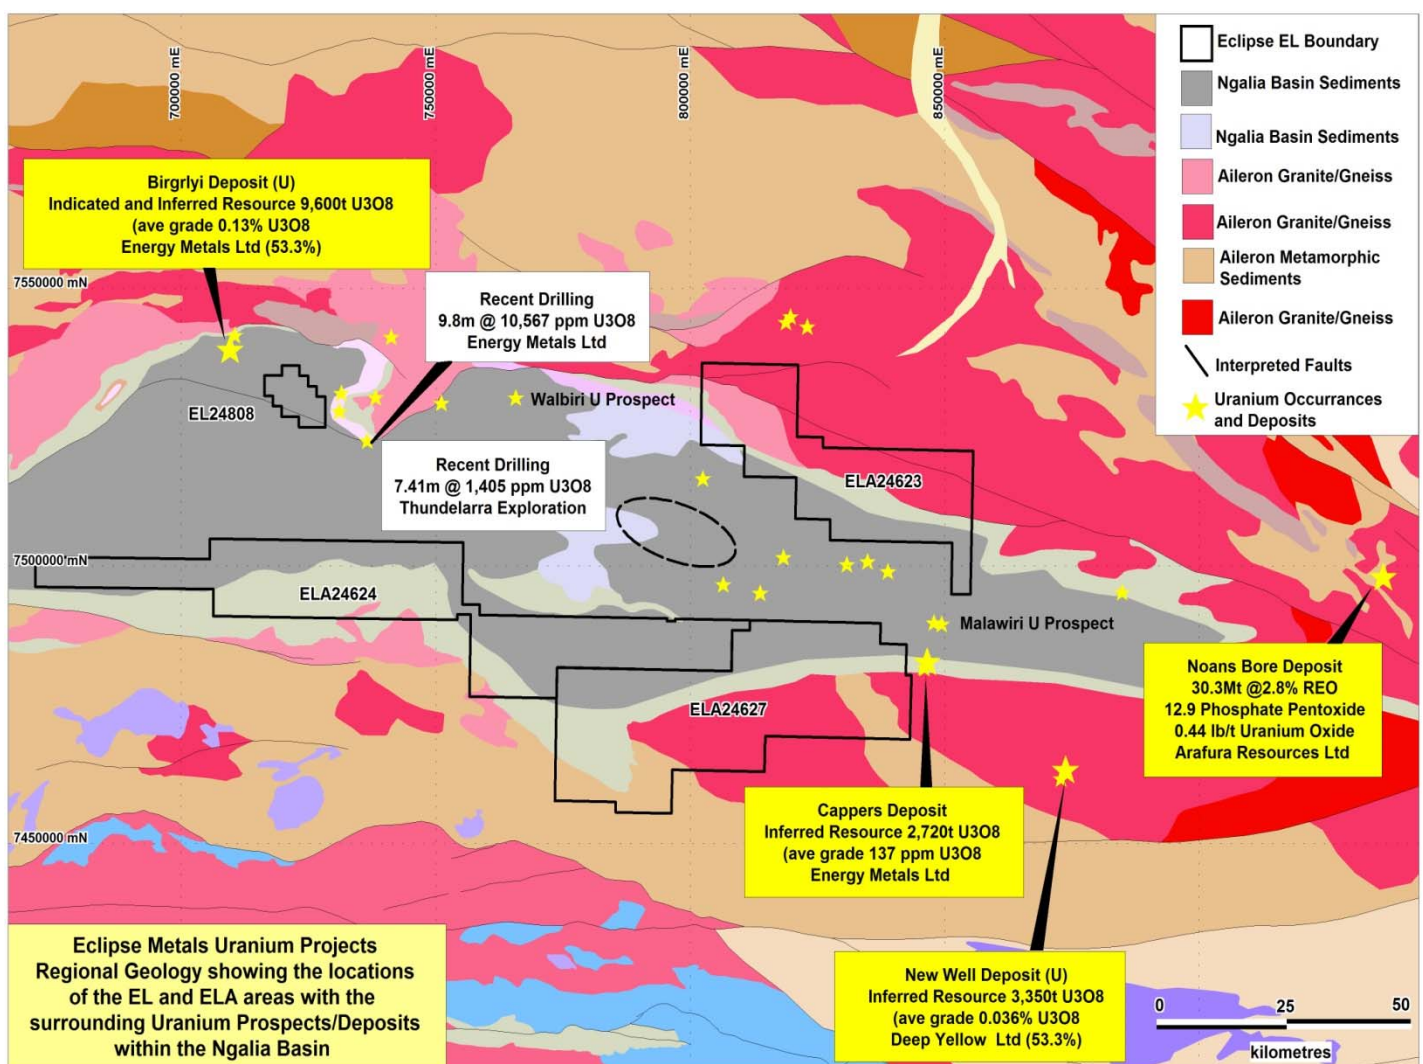 700000 mE
750000 mE
800000 mE
850000 mE
Eclipse EL Boundary
Ngalia Basin Sediments
Ngalia Basin Sediments
Aileron Granite/Gneiss
Aileron Granite/Gneiss
Aileron Metamorphic
Sediments
Aileron Granite/Gneiss
Interpreted Faults
Uranium Occurrances
and Deposits
Birgrlyi Deposit (U)
Indicated and Inferred Resource 9,600t U3O8
(ave grade 0.13% U3O8
Energy Metals Ltd (53.3%)
7550000 mN
Recent Drilling
9.8m @ 10,567 ppm U3O8
Energy Metals Ltd
EL24808
Walbiri U Prospect
Recent Drilling
7.41m @ 1,405 ppm U3O8
Thundelarra Exploration
ELA24623
7500000 mN
ELA24624
Malawiri U Prospect
ELA24627
Noans Bore Deposit
30.3Mt @2.8% REO
12.9 Phosphate Pentoxide
0.44 lb/t Uranium Oxide
Arafura Resources Ltd
7450000 mN
Cappers Deposit
Inferred Resource 2,720t U3O8
(ave grade 137 ppm U3O8
Energy Metals Ltd
Eclipse Metals Uranium Projects
Regional Geology showing the locations
of the EL and ELA areas with the
surrounding Uranium Prospects/Deposits
within the Ngalia Basin
New Well Deposit (U)
Inferred Resource 3,350t U3O8
(ave grade 0.036% U3O8
Deep Yellow Ltd (53.3%)
0 25 50
kilometres